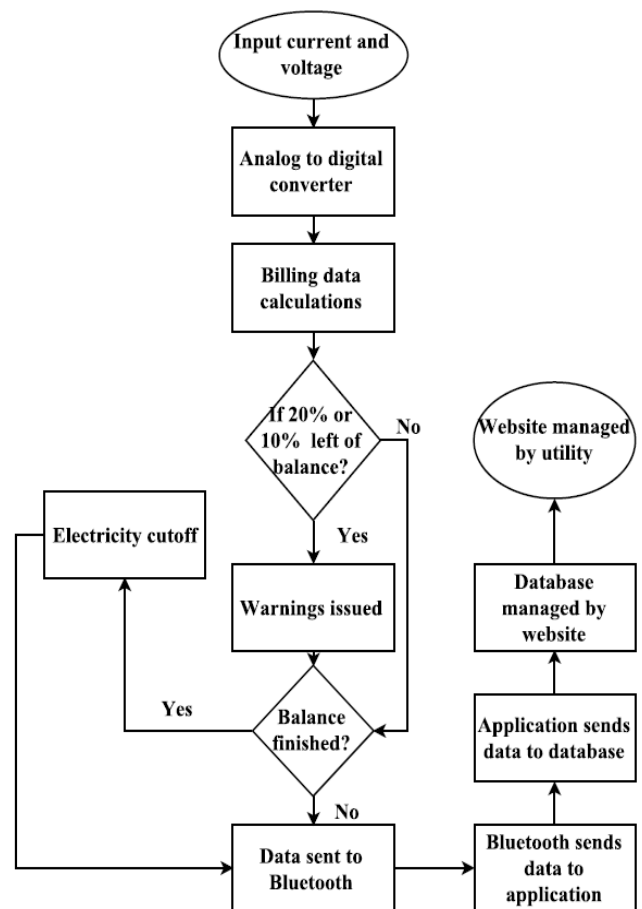 Input current and
voltage
Analog to digital
converter
Billing data
calculations
If 20% or
10% left of
balance?
No
Yes
Warnings issued
Balance
finished?
Yes
Electricity cutoff
No
Data sent to
Bluetooth
Bluetooth sends
data to
application
Application sends
data to database
Database
managed by
website
Website managed
by utility